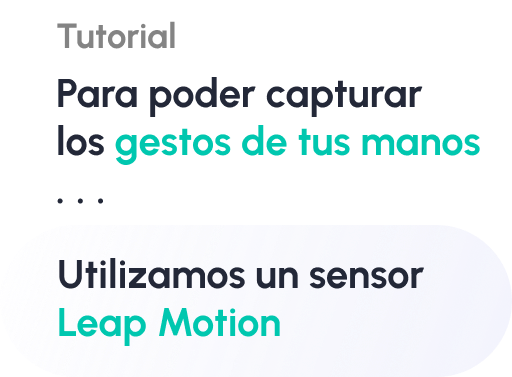 Tutorial
Para poder capturar
los gestos de tus manos
. . .
Utilizamos un sensor
Leap Motion